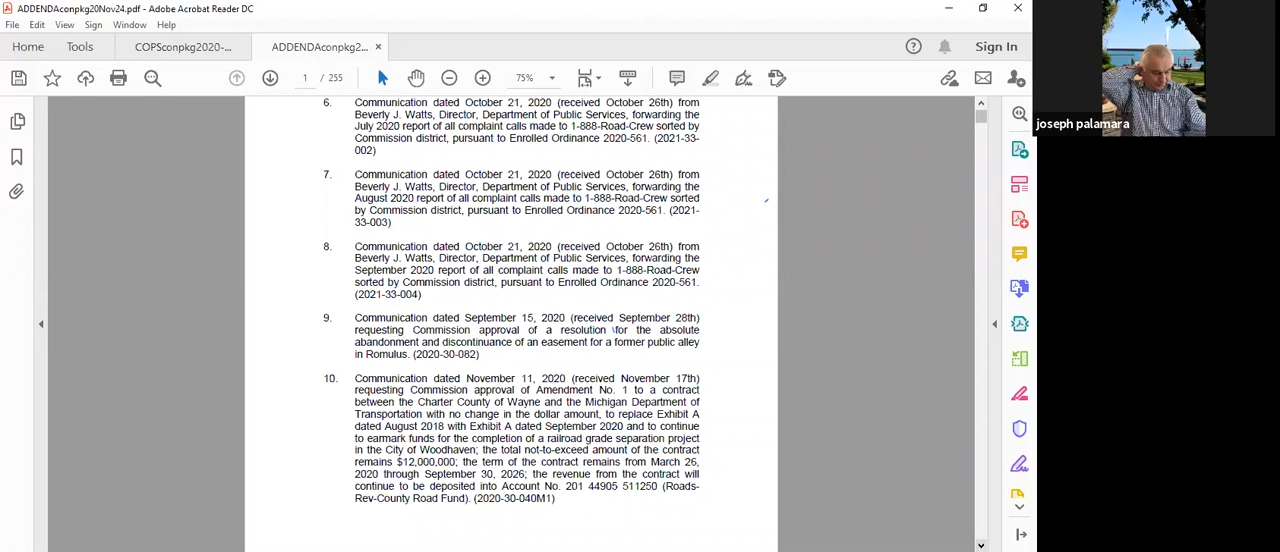 ADDENDAconpkg20Nov24.pdf - Adobe Acrobat Reader DC
File Edit View Sign Window Help
Home Tools COPSconpkg2020-... ADDENDAconpkg2... × Sign In
1 / 255 75%
6. Communication dated October 21, 2020 (received October 26th) from
Beverly J. Watts, Director, Department of Public Services, forwarding the
July 2020 report of all complaint calls made to 1-888-Road-Crew sorted by
Commission district, pursuant to Enrolled Ordinance 2020-561. (2021-33-
002)
7. Communication dated October 21, 2020 (received October 26th) from
Beverly J. Watts, Director, Department of Public Services, forwarding the
August 2020 report of all complaint calls made to 1-888-Road-Crew sorted
by Commission district, pursuant to Enrolled Ordinance 2020-561. (2021-
33-003)
8. Communication dated October 21, 2020 (received October 26th) from
Beverly J. Watts, Director, Department of Public Services, forwarding the
September 2020 report of all complaint calls made to 1-888-Road-Crew
sorted by Commission district, pursuant to Enrolled Ordinance 2020-561.
(2021-33-004)
9. Communication dated September 15, 2020 (received September 28th)
requesting Commission approval of a resolution for the absolute
abandonment and discontinuance of an easement for a former public alley
in Romulus. (2020-30-082)
10. Communication dated November 11, 2020 (received November 17th)
requesting Commission approval of Amendment No. 1 to a contract
between the Charter County of Wayne and the Michigan Department of
Transportation with no change in the dollar amount, to replace Exhibit A
dated August 2018 with Exhibit A dated September 2020 and to continue
to earmark funds for the completion of a railroad grade separation project
in the City of Woodhaven; the total not-to-exceed amount of the contract
remains $12,000,000; the term of the contract remains from March 26,
2020 through September 30, 2026; the revenue from the contract will
continue to be deposited into Account No. 201 44905 511250 (Roads-
Rev-County Road Fund). (2020-30-040M1)
joseph palamara